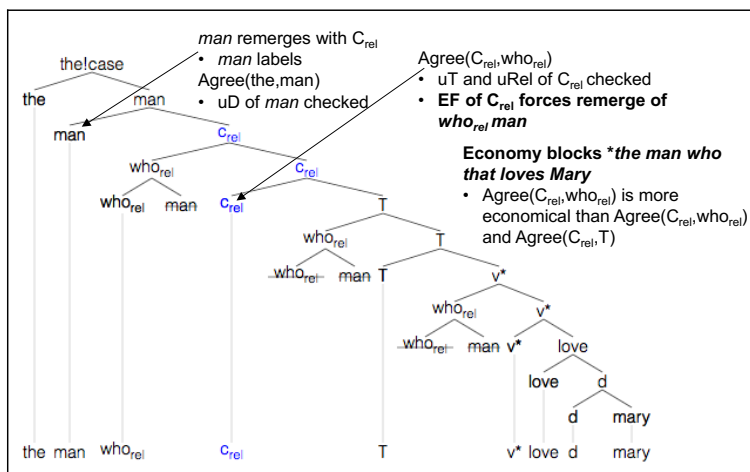 man remerges with Crel
• man labels
Agree(the,man)
• uD of man checked
Agree(Crel,whorel)
• uT and uRel of Crel checked
• EF of Crel forces remerge of
whorel man
Economy blocks *the man who
that loves Mary
• Agree(Crel,whorel) is more
economical than Agree(Crel,whorel)
and Agree(Crel,T)
the!case
the man
man crel
whorel crel
whorel man crel T
whorel T
whorel man T v*
whorel v*
whorel man v* love
love d
d mary
the man whorel crel T v* love d mary